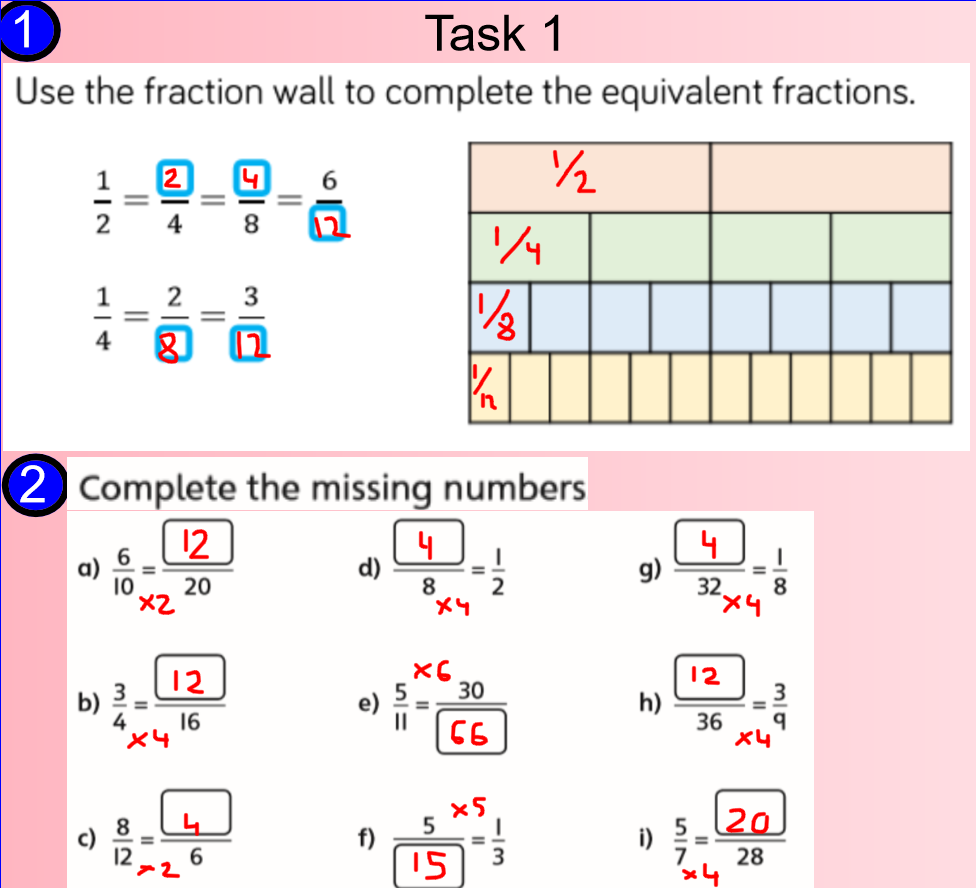 1
Task 1
Use the fraction wall to complete the equivalent fractions.
1/2 = 2/4 = 4/8 = 6/12
1/4 = 2/8 = 3/12
1/2
1/4
1/8
1/12
2
Complete the missing numbers
a) 6/10 = 12/20
×2
d) 4/8 = 1/2
×4
g) 4/32 = 1/8
×4
b) 3/4 = 12/16
×4
e) 5/11 = 30/66
×6
h) 12/36 = 3/9
×4
c) 8/12 = 4/6
÷2
f) 5/15 = 1/3
×5
i) 5/7 = 20/28
×4